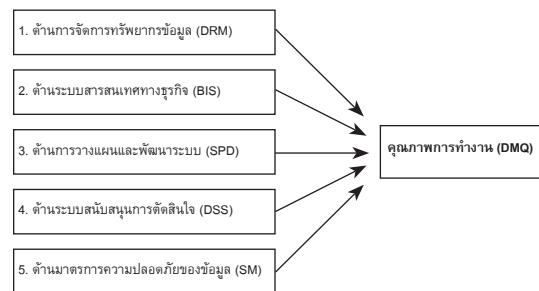 1. ด้านการจัดการทรัพยากรข้อมูล (DRM)
2. ด้านระบบสารสนเทศทางธุรกิจ (BIS)
3. ด้านการวางแผนและพัฒนาระบบ (SPD)
คุณภาพการทำงาน (DMQ)
4. ด้านระบบสนับสนุนการตัดสินใจ (DSS)
5. ด้านมาตรการความปลอดภัยของข้อมูล (SM)